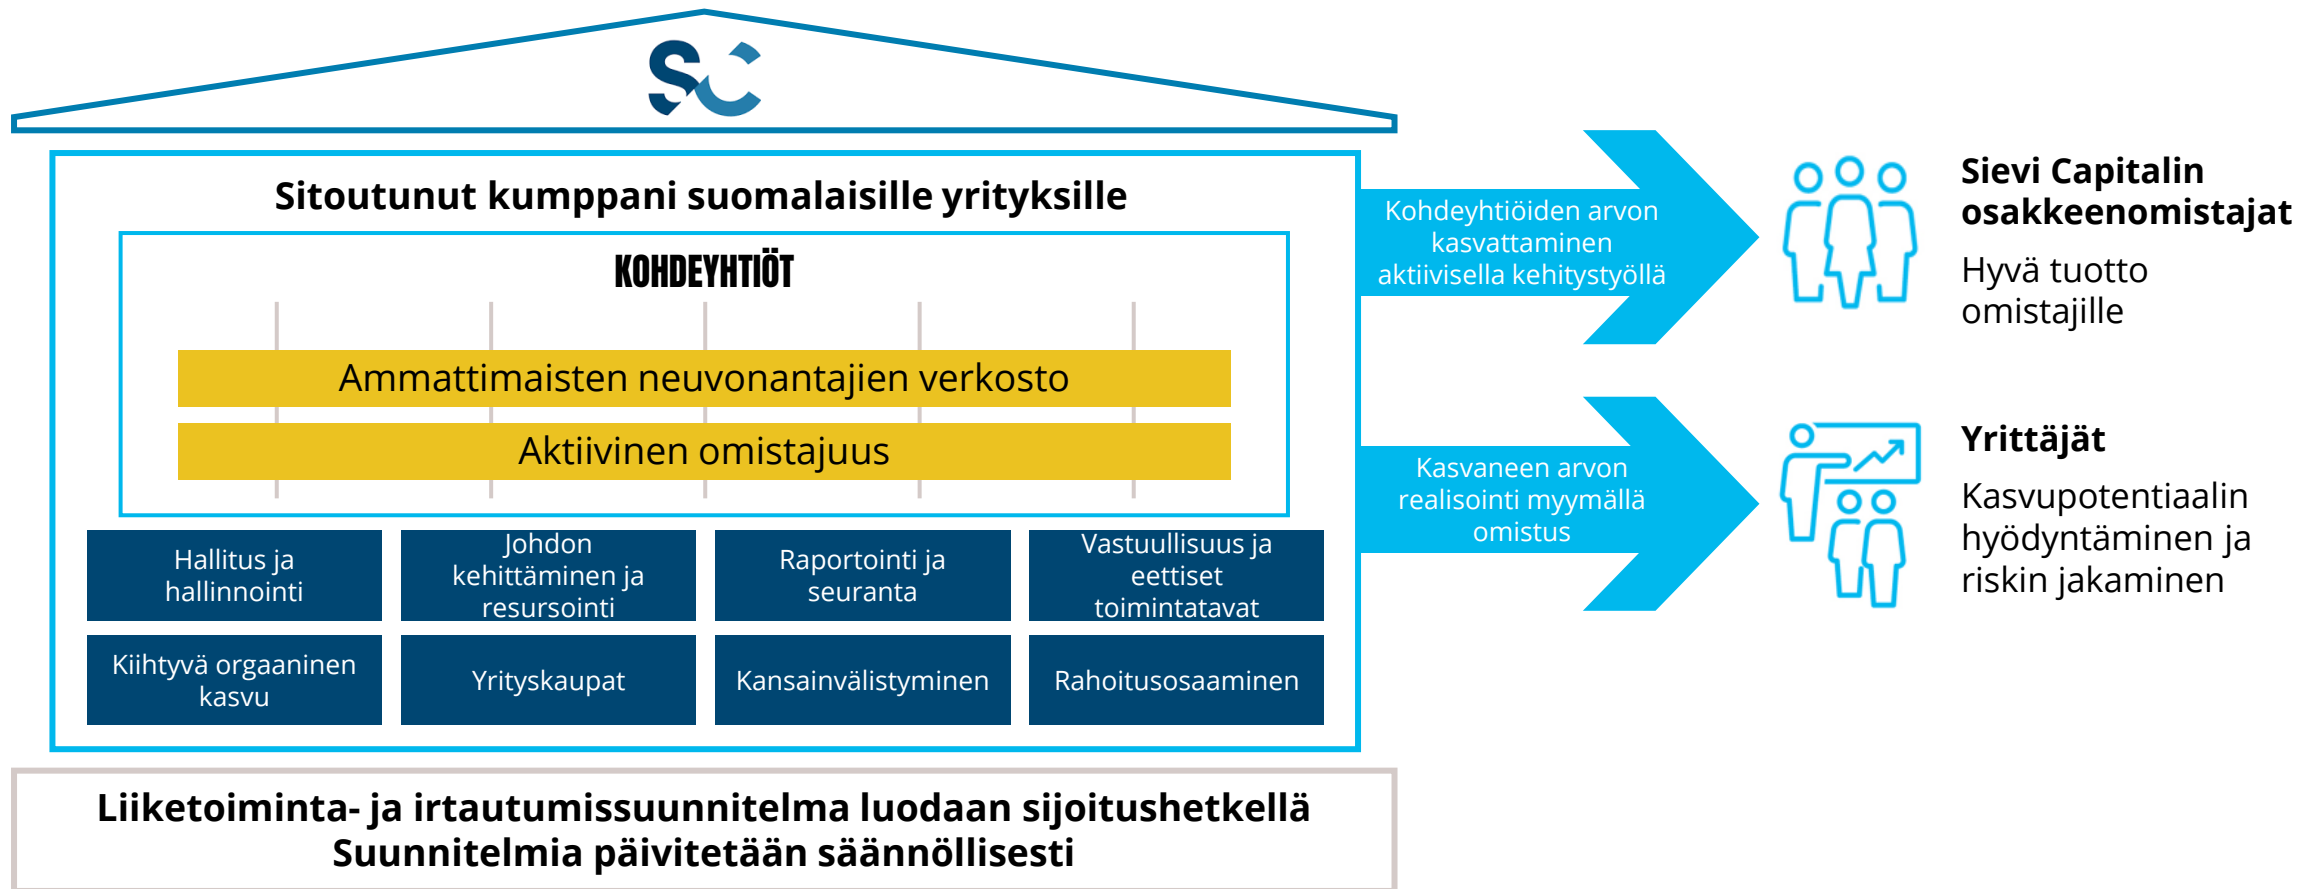 SC
Sitoutunut kumppani suomalaisille yrityksille
KOHDEYHTIÖT
Ammattimaisten neuvonantajien verkosto
Aktiivinen omistajuus
Hallitus ja
hallinnointi
Johdon
kehittäminen ja
resursointi
Raportointi ja
seuranta
Vastuullisuus ja
eettiset
toimintatavat
Kiihtyvä orgaaninen
kasvu
Yrityskaupat
Kansainvälistyminen
Rahoitusosaaminen
Liiketoiminta- ja irtautumissuunnitelma luodaan sijoitushetkellä
Suunnitelmia päivitetään säännöllisesti
Kohdeyhtiöiden arvon
kasvattaminen
aktiivisella kehitystyöllä
Sievi Capitalin
osakkeenomistajat
Hyvä tuotto
omistajille
Kasvaneen arvon
realisointi myymällä
omistus
Yrittäjät
Kasvupotentiaalin
hyödyntäminen ja
riskin jakaminen